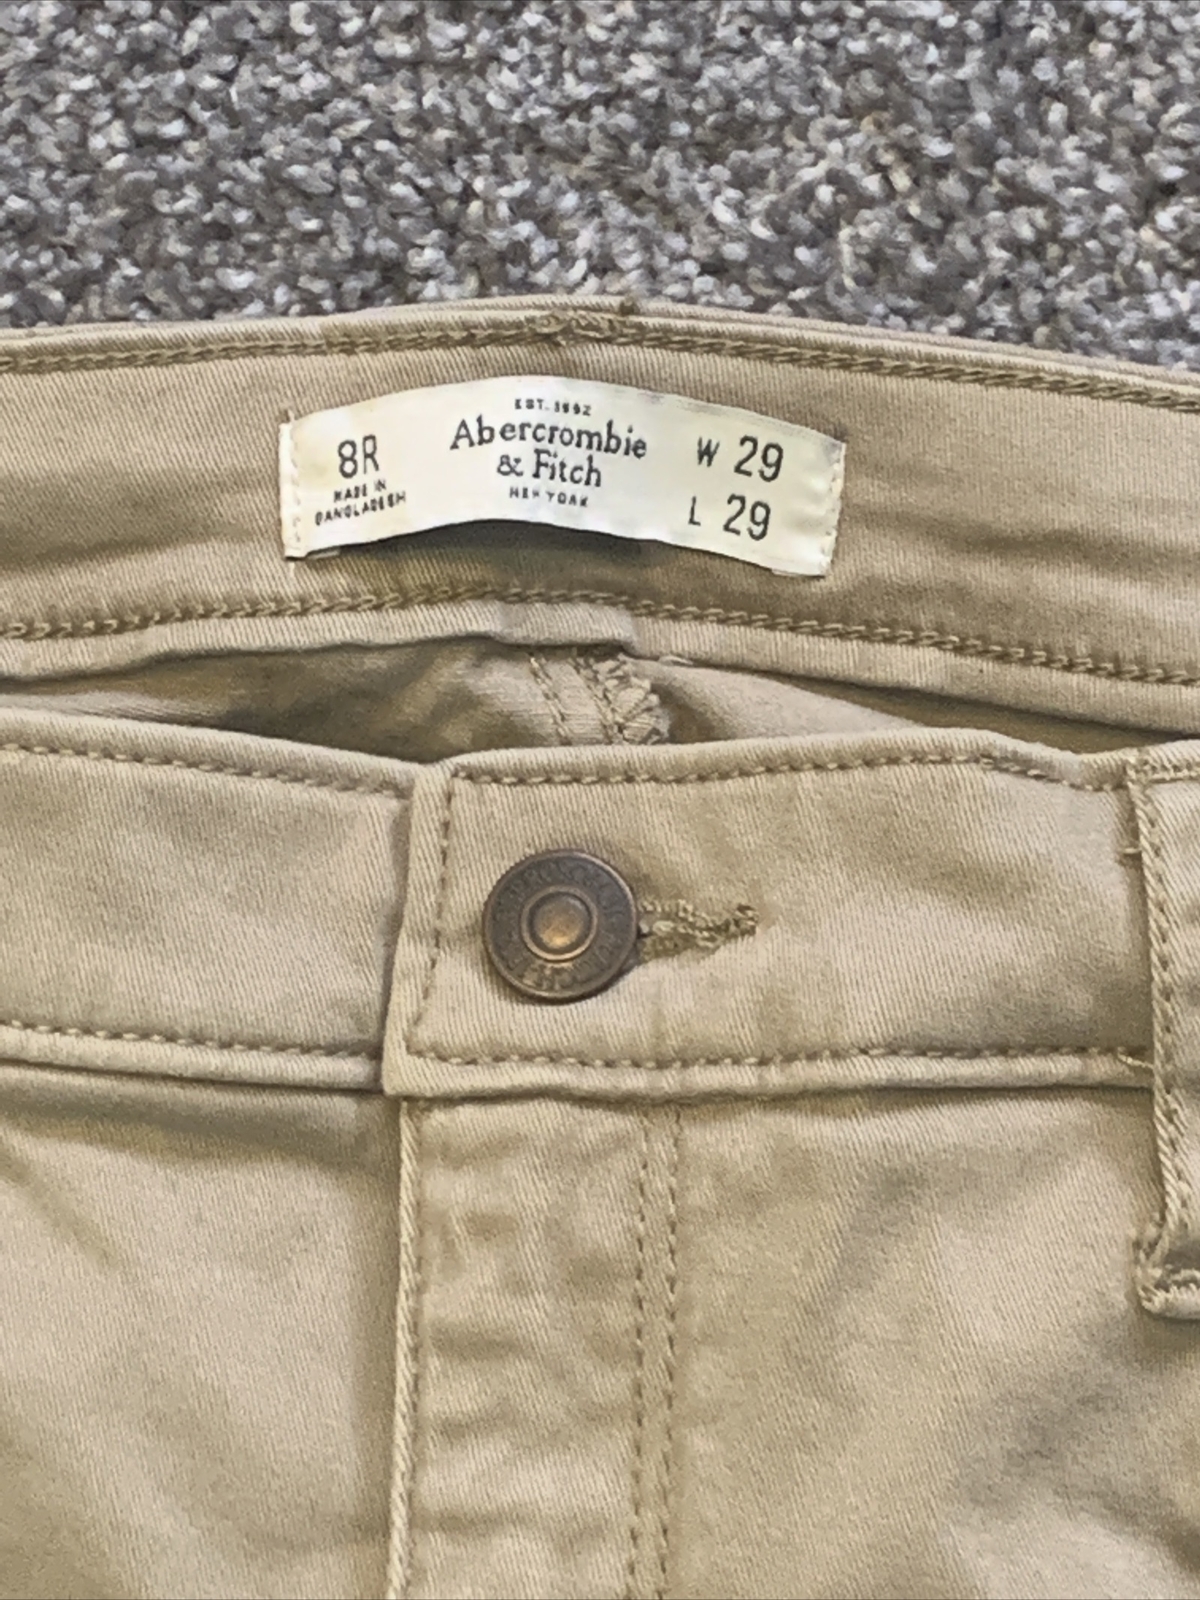 8R
MADE IN
BANGLADESH
EST. 1892
Abercrombie
& Fitch
NEW YORK
W 29
L 29